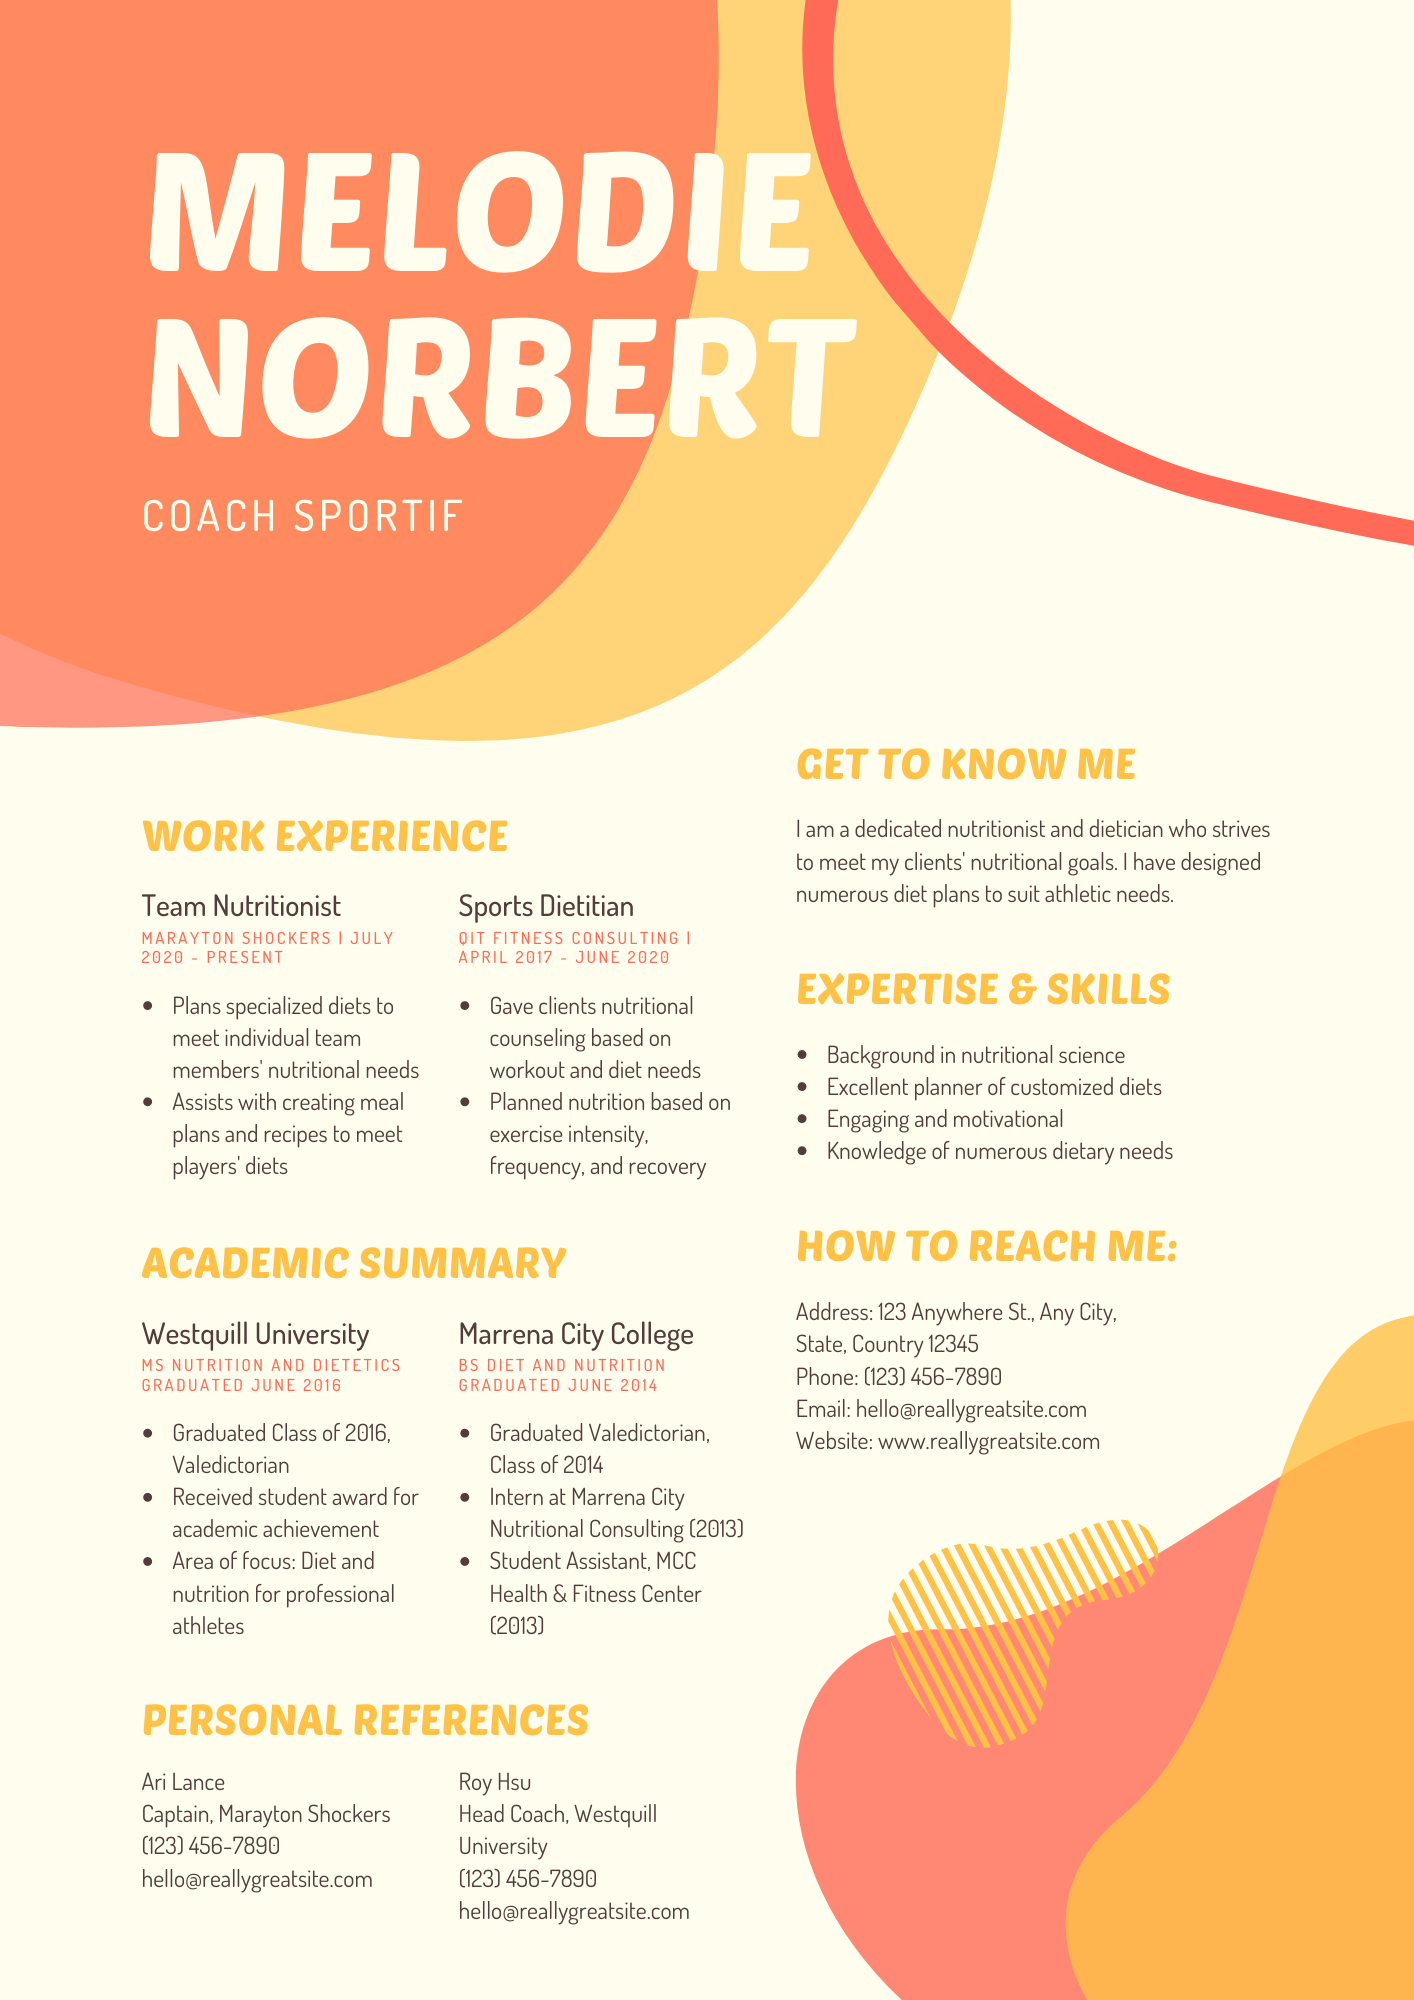 MELODIE
NORBERT
COACH SPORTIF
WORK EXPERIENCE
Team Nutritionist
MARAYTON SHOCKERS | JULY
2020 - PRESENT
• Plans specialized diets to
meet individual team
members' nutritional needs
• Assists with creating meal
plans and recipes to meet
players' diets
Sports Dietitian
QIT FITNESS CONSULTING |
APRIL 2017 - JUNE 2020
• Gave clients nutritional
counseling based on
workout and diet needs
• Planned nutrition based on
exercise intensity,
frequency, and recovery
ACADEMIC SUMMARY
Westquill University
MS NUTRITION AND DIETETICS
GRADUATED JUNE 2016
• Graduated Class of 2016,
Valedictorian
• Received student award for
academic achievement
• Area of focus: Diet and
nutrition for professional
athletes
Marrena City College
BS DIET AND NUTRITION
GRADUATED JUNE 2014
• Graduated Valedictorian,
Class of 2014
• Intern at Marrena City
Nutritional Consulting (2013)
• Student Assistant, MCC
Health & Fitness Center
(2013)
PERSONAL REFERENCES
Ari Lance
Captain, Marayton Shockers
(123) 456-7890
hello@reallygreatsite.com
Roy Hsu
Head Coach, Westquill
University
(123) 456-7890
hello@reallygreatsite.com
GET TO KNOW ME
I am a dedicated nutritionist and dietician who strives
to meet my clients' nutritional goals. I have designed
numerous diet plans to suit athletic needs.
EXPERTISE & SKILLS
• Background in nutritional science
• Excellent planner of customized diets
• Engaging and motivational
• Knowledge of numerous dietary needs
HOW TO REACH ME:
Address: 123 Anywhere St., Any City,
State, Country 12345
Phone: (123) 456-7890
Email: hello@reallygreatsite.com
Website: www.reallygreatsite.com